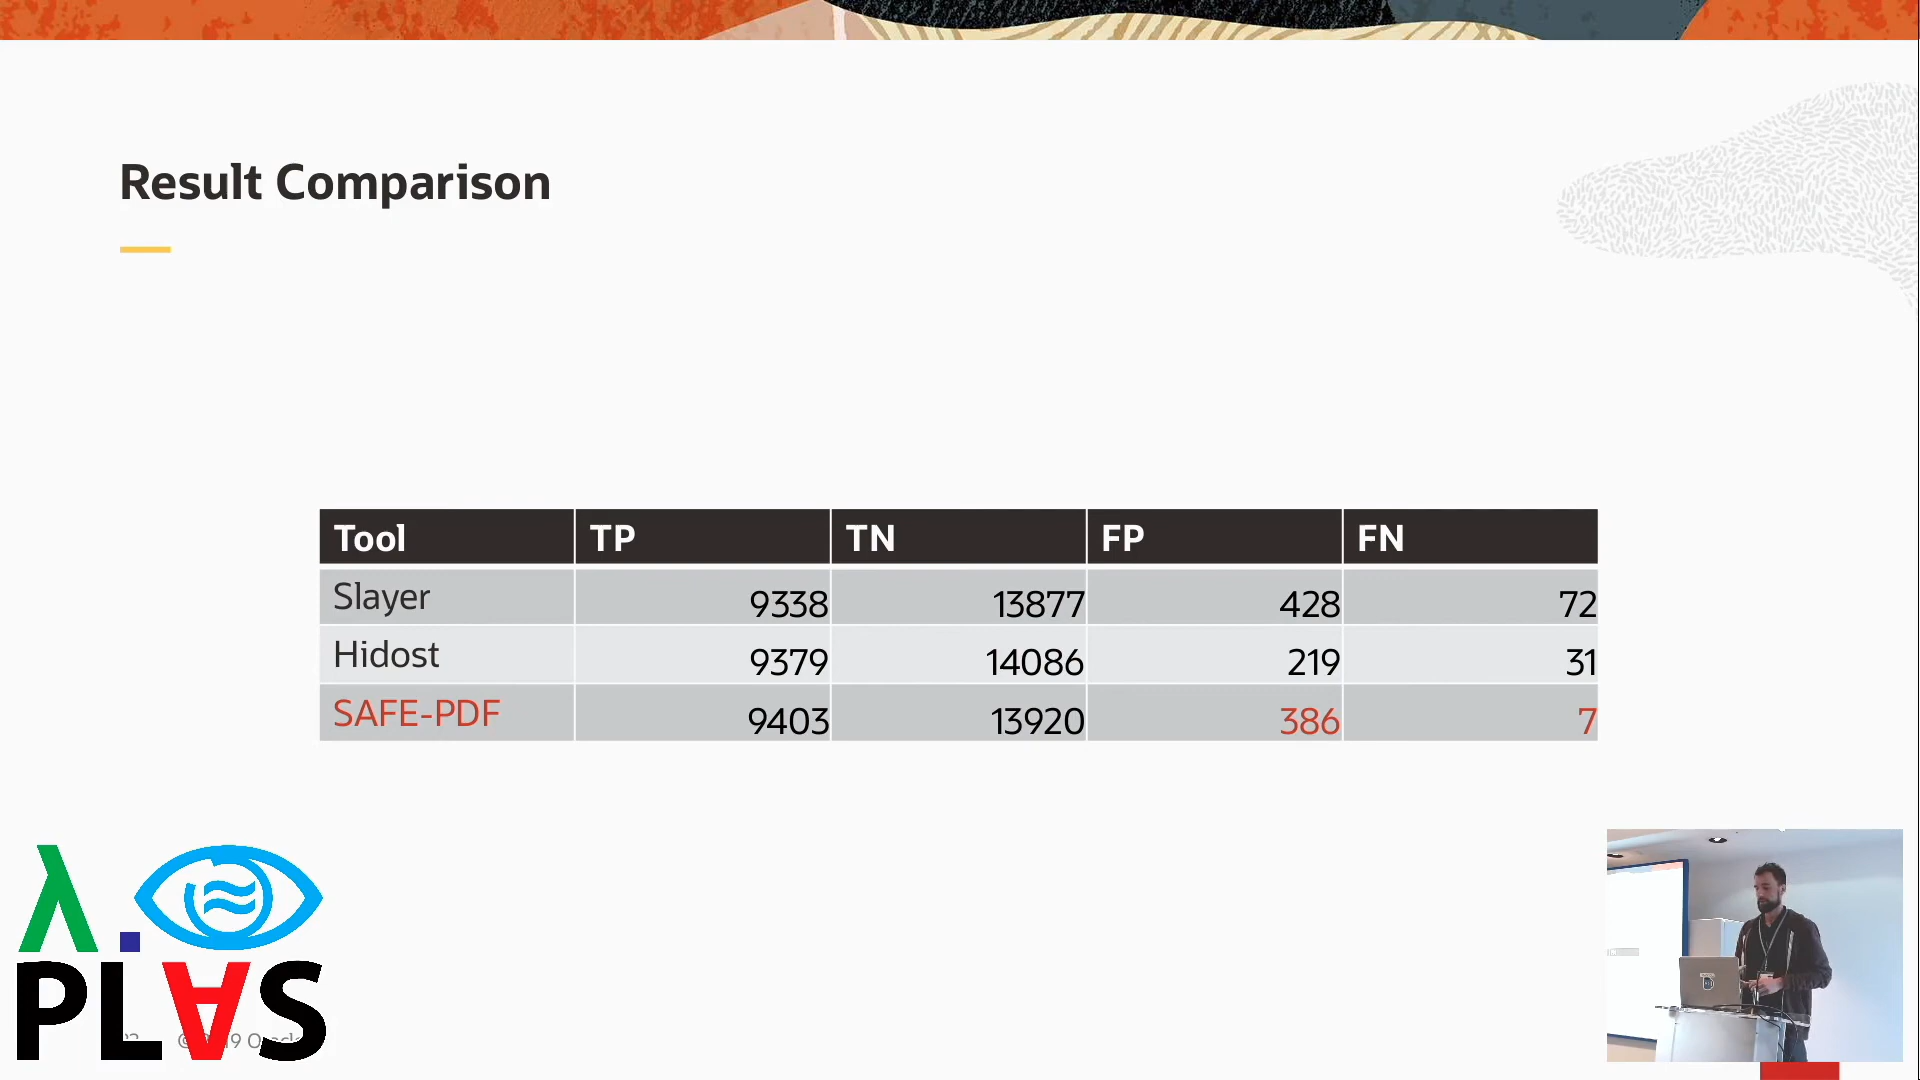 Result Comparison
Tool TP TN FP FN
Slayer 9338 13877 428 72
Hidost 9379 14086 219 31
SAFE-PDF 9403 13920 386 7
λ.
PL∀S